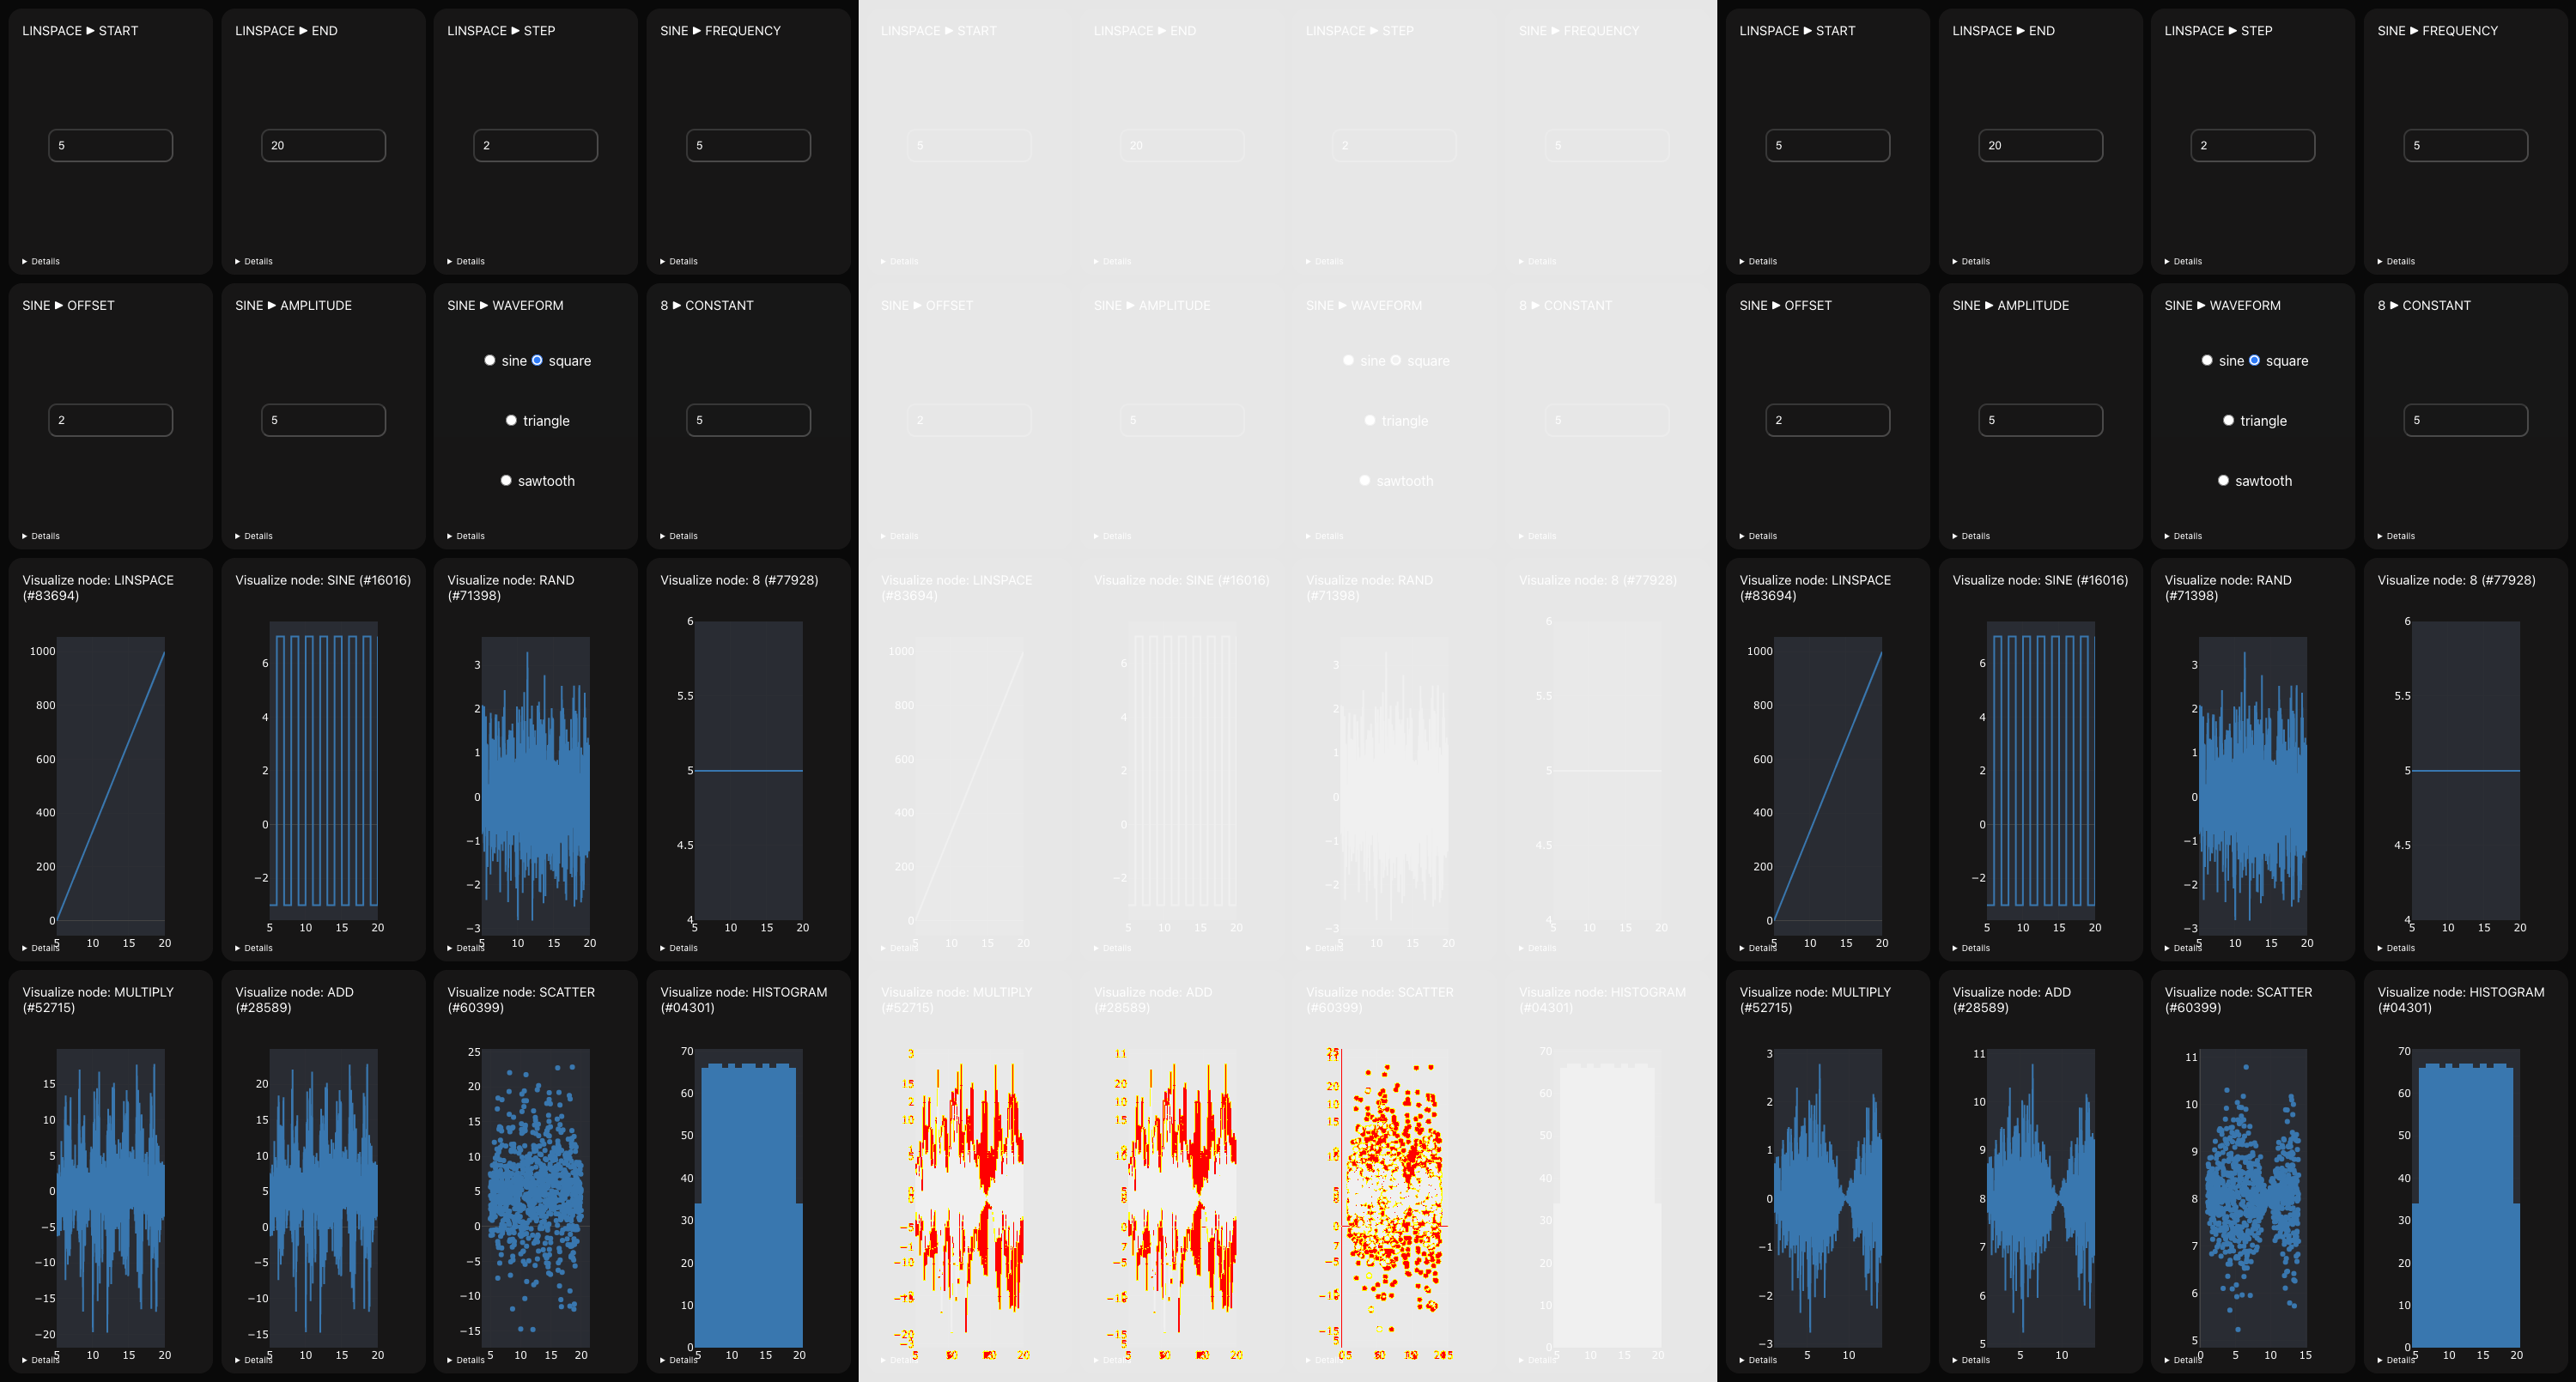 LINSPACE ▶ START
5
▶ Details
LINSPACE ▶ END
20
▶ Details
LINSPACE ▶ STEP
2
▶ Details
SINE ▶ FREQUENCY
5
▶ Details
SINE ▶ OFFSET
2
▶ Details
SINE ▶ AMPLITUDE
5
▶ Details
SINE ▶ WAVEFORM
sine square
triangle
sawtooth
▶ Details
8 ▶ CONSTANT
5
▶ Details
Visualize node: LINSPACE
(#83694)
1000
800
600
400
200
0
5 10 15 20
▶ Details
Visualize node: SINE (#16016)
6
4
2
0
−2
5 10 15 20
▶ Details
Visualize node: RAND
(#71398)
3
2
1
0
−1
−2
−3
5 10 15 20
▶ Details
Visualize node: 8 (#77928)
6
5.5
5
4.5
4
5 10 15 20
▶ Details
Visualize node: MULTIPLY
(#52715)
15
10
5
0
−5
−10
−15
−20
5 10 15 20
▶ Details
Visualize node: ADD
(#28589)
20
15
10
5
0
−5
−10
−15
5 10 15 20
▶ Details
Visualize node: SCATTER
(#60399)
25
20
15
10
5
0
−5
−10
−15
5 10 15 20
▶ Details
Visualize node: HISTOGRAM
(#04301)
70
60
50
40
30
20
10
0
5 10 15 20
▶ Details
LINSPACE ▶ START
5
▶ Details
LINSPACE ▶ END
20
▶ Details
LINSPACE ▶ STEP
2
▶ Details
SINE ▶ FREQUENCY
5
▶ Details
SINE ▶ OFFSET
2
▶ Details
SINE ▶ AMPLITUDE
5
▶ Details
SINE ▶ WAVEFORM
sine square
triangle
sawtooth
▶ Details
8 ▶ CONSTANT
5
▶ Details
Visualize node: LINSPACE
(#83694)
1000
800
600
400
200
0
5 10 15 20
▶ Details
Visualize node: SINE (#16016)
6
4
2
0
−2
5 10 15 20
▶ Details
Visualize node: RAND
(#71398)
3
2
1
0
−1
−2
−3
5 10 15 20
▶ Details
Visualize node: 8 (#77928)
6
5.5
5
4.5
4
5 10 15 20
▶ Details
Visualize node: MULTIPLY
(#52715)
▶ Details
Visualize node: ADD
(#28589)
▶ Details
Visualize node: SCATTER
(#60399)
▶ Details
Visualize node: HISTOGRAM
(#04301)
70
60
50
40
30
20
10
0
5 10 15 20
▶ Details
LINSPACE ▶ START
5
▶ Details
LINSPACE ▶ END
20
▶ Details
LINSPACE ▶ STEP
2
▶ Details
SINE ▶ FREQUENCY
5
▶ Details
SINE ▶ OFFSET
2
▶ Details
SINE ▶ AMPLITUDE
5
▶ Details
SINE ▶ WAVEFORM
sine square
triangle
sawtooth
▶ Details
8 ▶ CONSTANT
5
▶ Details
Visualize node: LINSPACE
(#83694)
1000
800
600
400
200
0
5 10 15 20
▶ Details
Visualize node: SINE (#16016)
6
4
2
0
−2
5 10 15 20
▶ Details
Visualize node: RAND
(#71398)
3
2
1
0
−1
−2
−3
5 10 15 20
▶ Details
Visualize node: 8 (#77928)
6
5.5
5
4.5
4
5 10 15 20
▶ Details
Visualize node: MULTIPLY
(#52715)
3
2
1
0
−1
−2
−3
5 10
▶ Details
Visualize node: ADD
(#28589)
11
10
9
8
7
6
5
5 10
▶ Details
Visualize node: SCATTER
(#60399)
11
10
9
8
7
6
5
0 5 10 15
▶ Details
Visualize node: HISTOGRAM
(#04301)
70
60
50
40
30
20
10
0
5 10 15 20
▶ Details